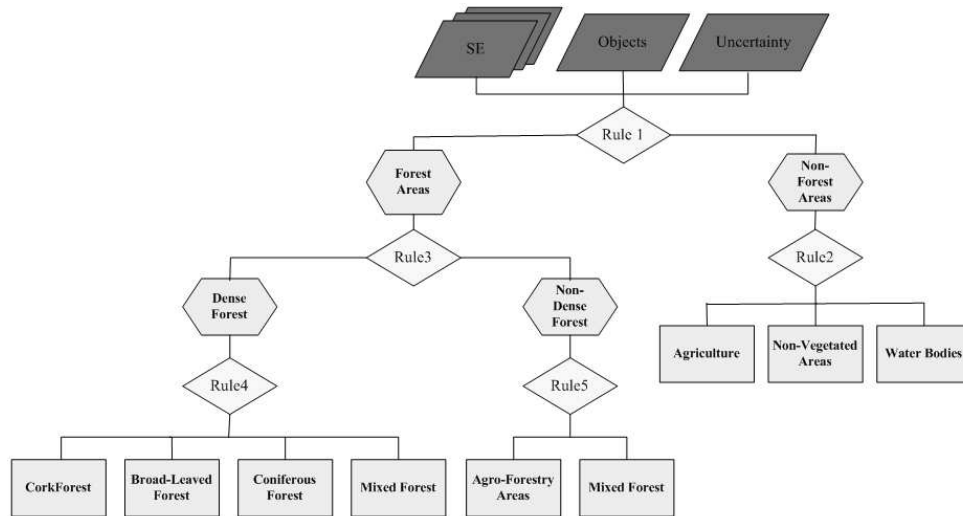 SE
Objects
Uncertainty
Rule 1
Forest
Areas
Non-
Forest Areas
Rule3
Rule2
Dense
Forest
Non-
Dense
Forest
Agriculture
Non-Vegetated
Areas
Water Bodies
Rule4
Rule5
CorkForest
Broad-Leaved
Forest
Coniferous
Forest
Mixed Forest
Agro-Forestry
Areas
Mixed Forest